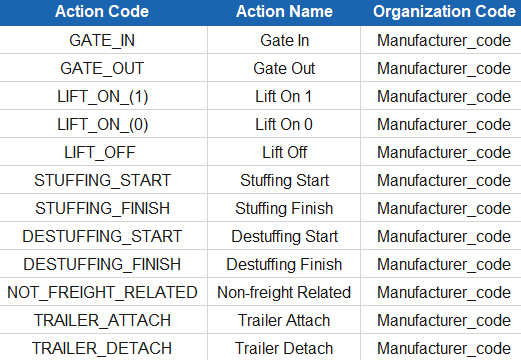 Action Code Action Name Organization Code
GATE_IN Gate In Manufacturer_code
GATE_OUT Gate Out Manufacturer_code
LIFT_ON_(1) Lift On 1 Manufacturer_code
LIFT_ON_(0) Lift On 0 Manufacturer_code
LIFT_OFF Lift Off Manufacturer_code
STUFFING_START Stuffing Start Manufacturer_code
STUFFING_FINISH Stuffing Finish Manufacturer_code
DESTUFFING_START Destuffing Start Manufacturer_code
DESTUFFING_FINISH Destuffing Finish Manufacturer_code
NOT_FREIGHT_RELATED Non-freight Related Manufacturer_code
TRAILER_ATTACH Trailer Attach Manufacturer_code
TRAILER_DETACH Trailer Detach Manufacturer_code